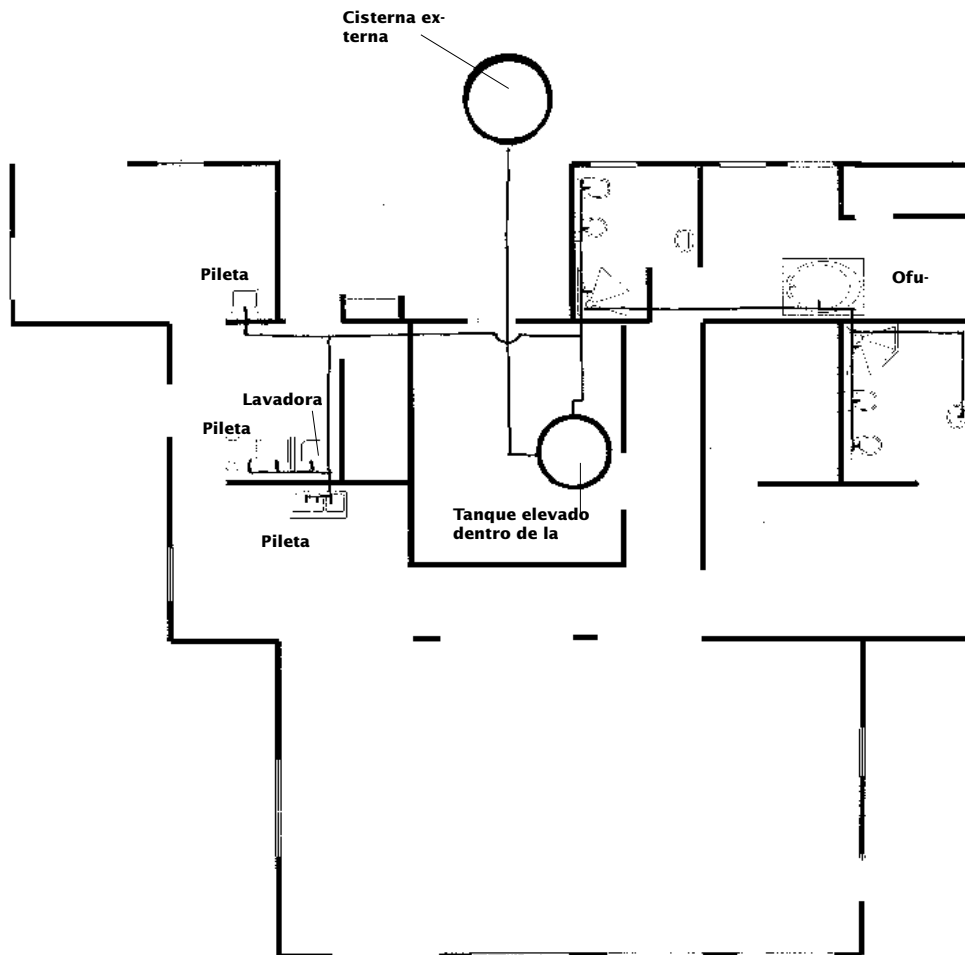 Cisterna ex-
terna
Pileta
Ofu-
Lavadora
Pileta
Tanque elevado
dentro de la
Pileta